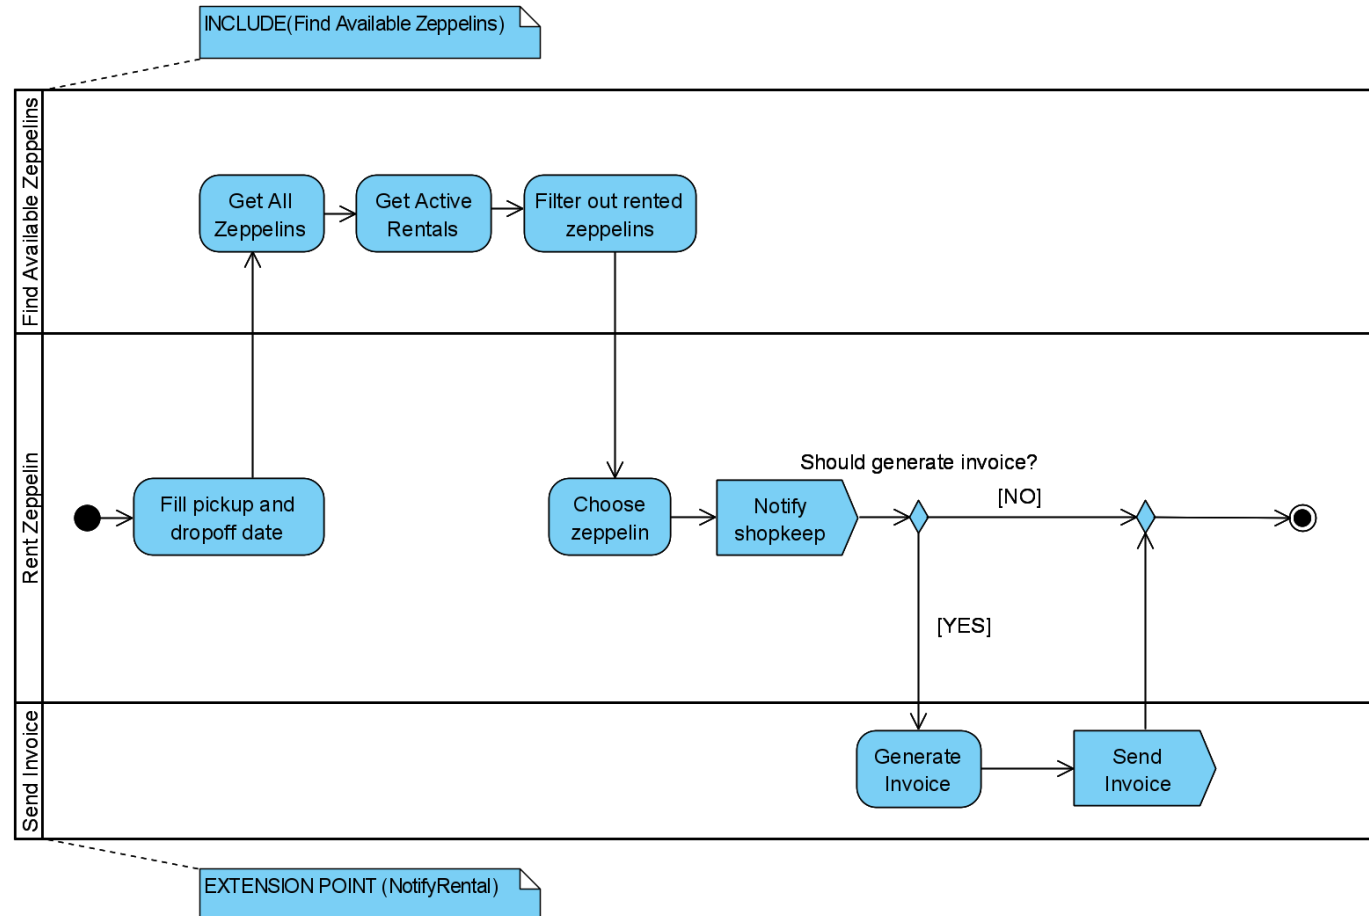 INCLUDE(Find Available Zeppelins)
Find Available Zeppelins
Get All
Zeppelins
Get Active
Rentals
Filter out rented
zeppelins
Rent Zeppelin
Fill pickup and
dropoff date
Choose
zeppelin
Notify
shopkeep
Should generate invoice?
[NO]
[YES]
Send Invoice
Generate
Invoice
Send
Invoice
EXTENSION POINT (NotifyRental)